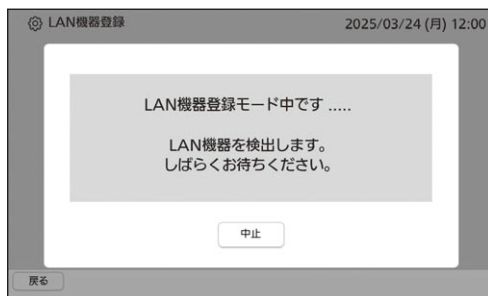 LAN機器登録 2025/03/24 (月) 12:00
LAN機器登録モード中です .....
LAN機器を検出します。
しばらくお待ちください。
中止
戻る